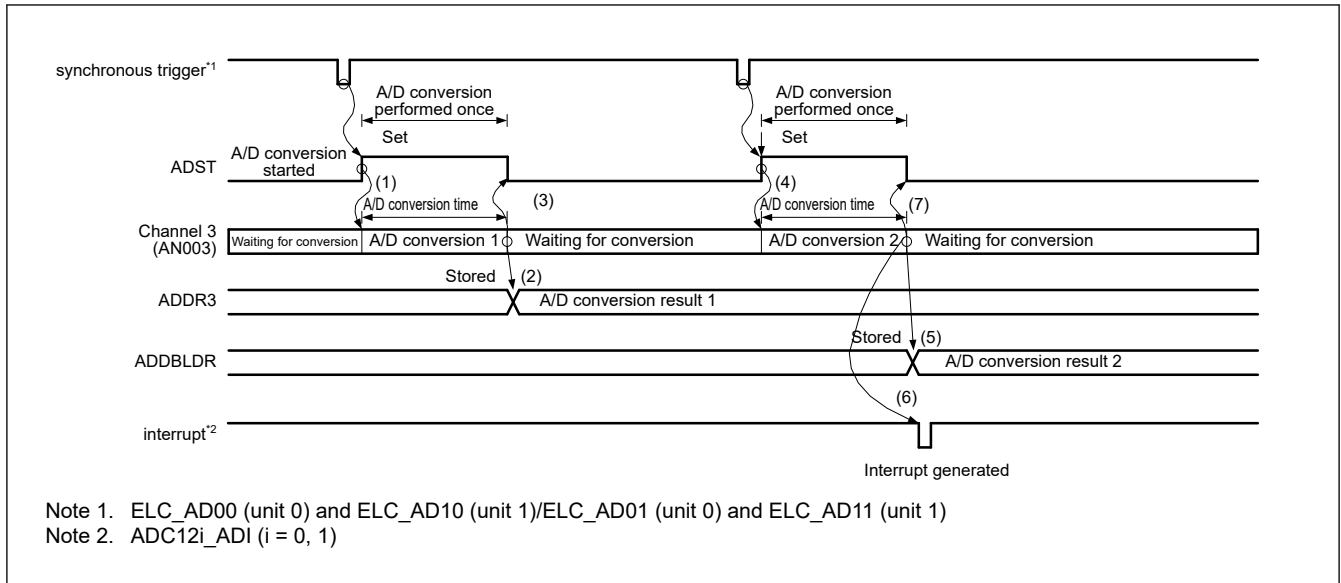 synchronous trigger*1
A/D conversion
performed once
A/D conversion
performed once
Set
Set
ADST
A/D conversion
started
(1)
(3)
(4)
(7)
A/D conversion time
A/D conversion time
Channel 3
(AN003)
Waiting for conversion
A/D conversion 1
Waiting for conversion
A/D conversion 2
Waiting for conversion
Stored
(2)
ADDR3
A/D conversion result 1
Stored
(5)
ADDBLDR
A/D conversion result 2
(6)
interrupt*2
Interrupt generated
Note 1. ELC_AD00 (unit 0) and ELC_AD10 (unit 1)/ELC_AD01 (unit 0) and ELC_AD11 (unit 1)
Note 2. ADC12i_ADI (i = 0, 1)